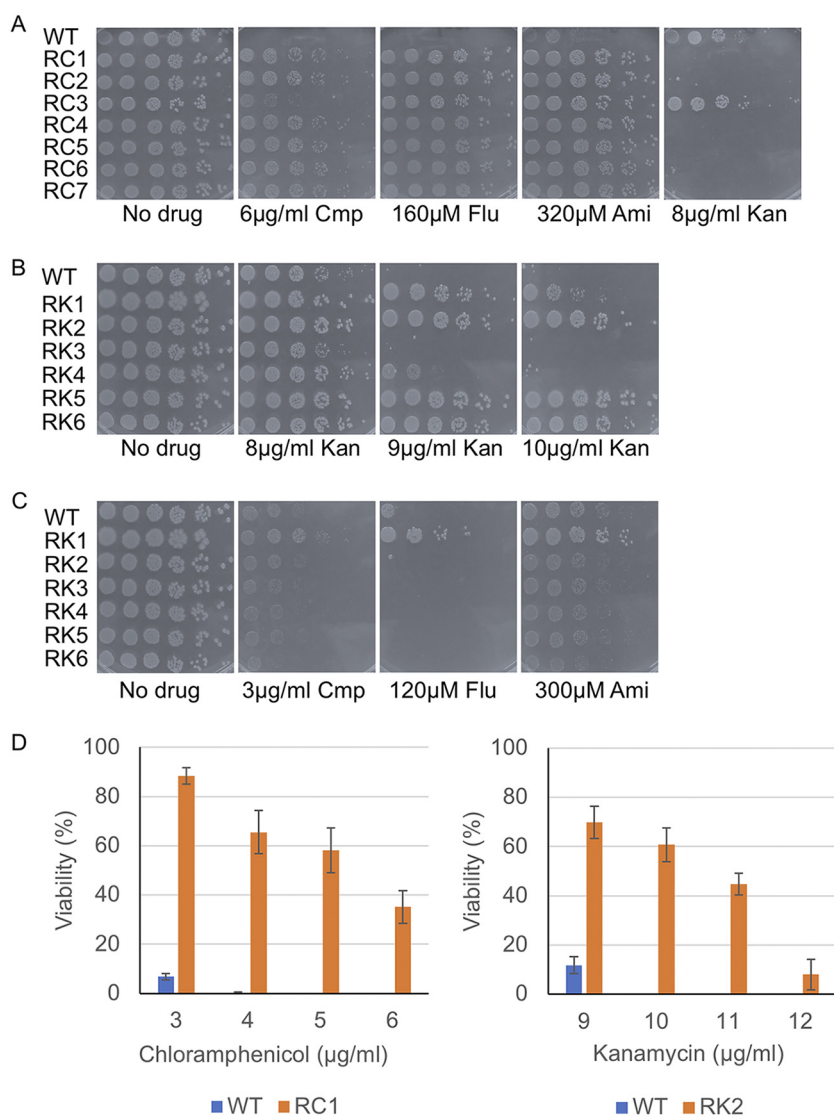 A
WT
RC1
RC2
RC3
RC4
RC5
RC6
RC7
No drug 6µg/ml Cmp 160µM Flu 320µM Ami 8µg/ml Kan
B
WT
RK1
RK2
RK3
RK4
RK5
RK6
No drug 8µg/ml Kan 9µg/ml Kan 10µg/ml Kan
C
WT
RK1
RK2
RK3
RK4
RK5
RK6
No drug 3µg/ml Cmp 120µM Flu 300µM Ami
D
Viability (%)
100
80
60
40
20
0
3 4 5 6
Chloramphenicol (µg/ml)
WT RC1
Viability (%)
100
80
60
40
20
0
9 10 11 12
Kanamycin (µg/ml)
WT RK2